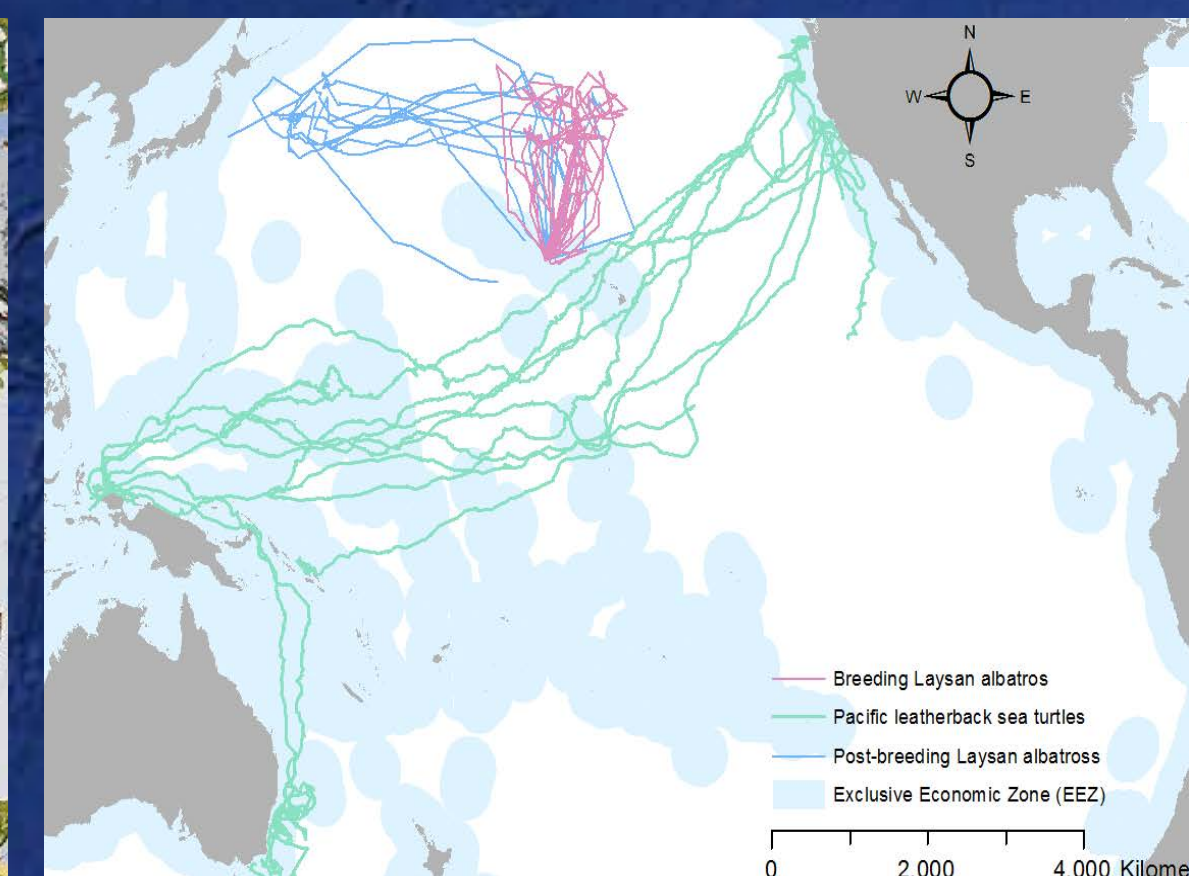 N
W E
S
Breeding Laysan albatros
Pacific leatherback sea turtles
Post-breeding Laysan albatross
Exclusive Economic Zone (EEZ)
0 2,000 4,000 Kilome